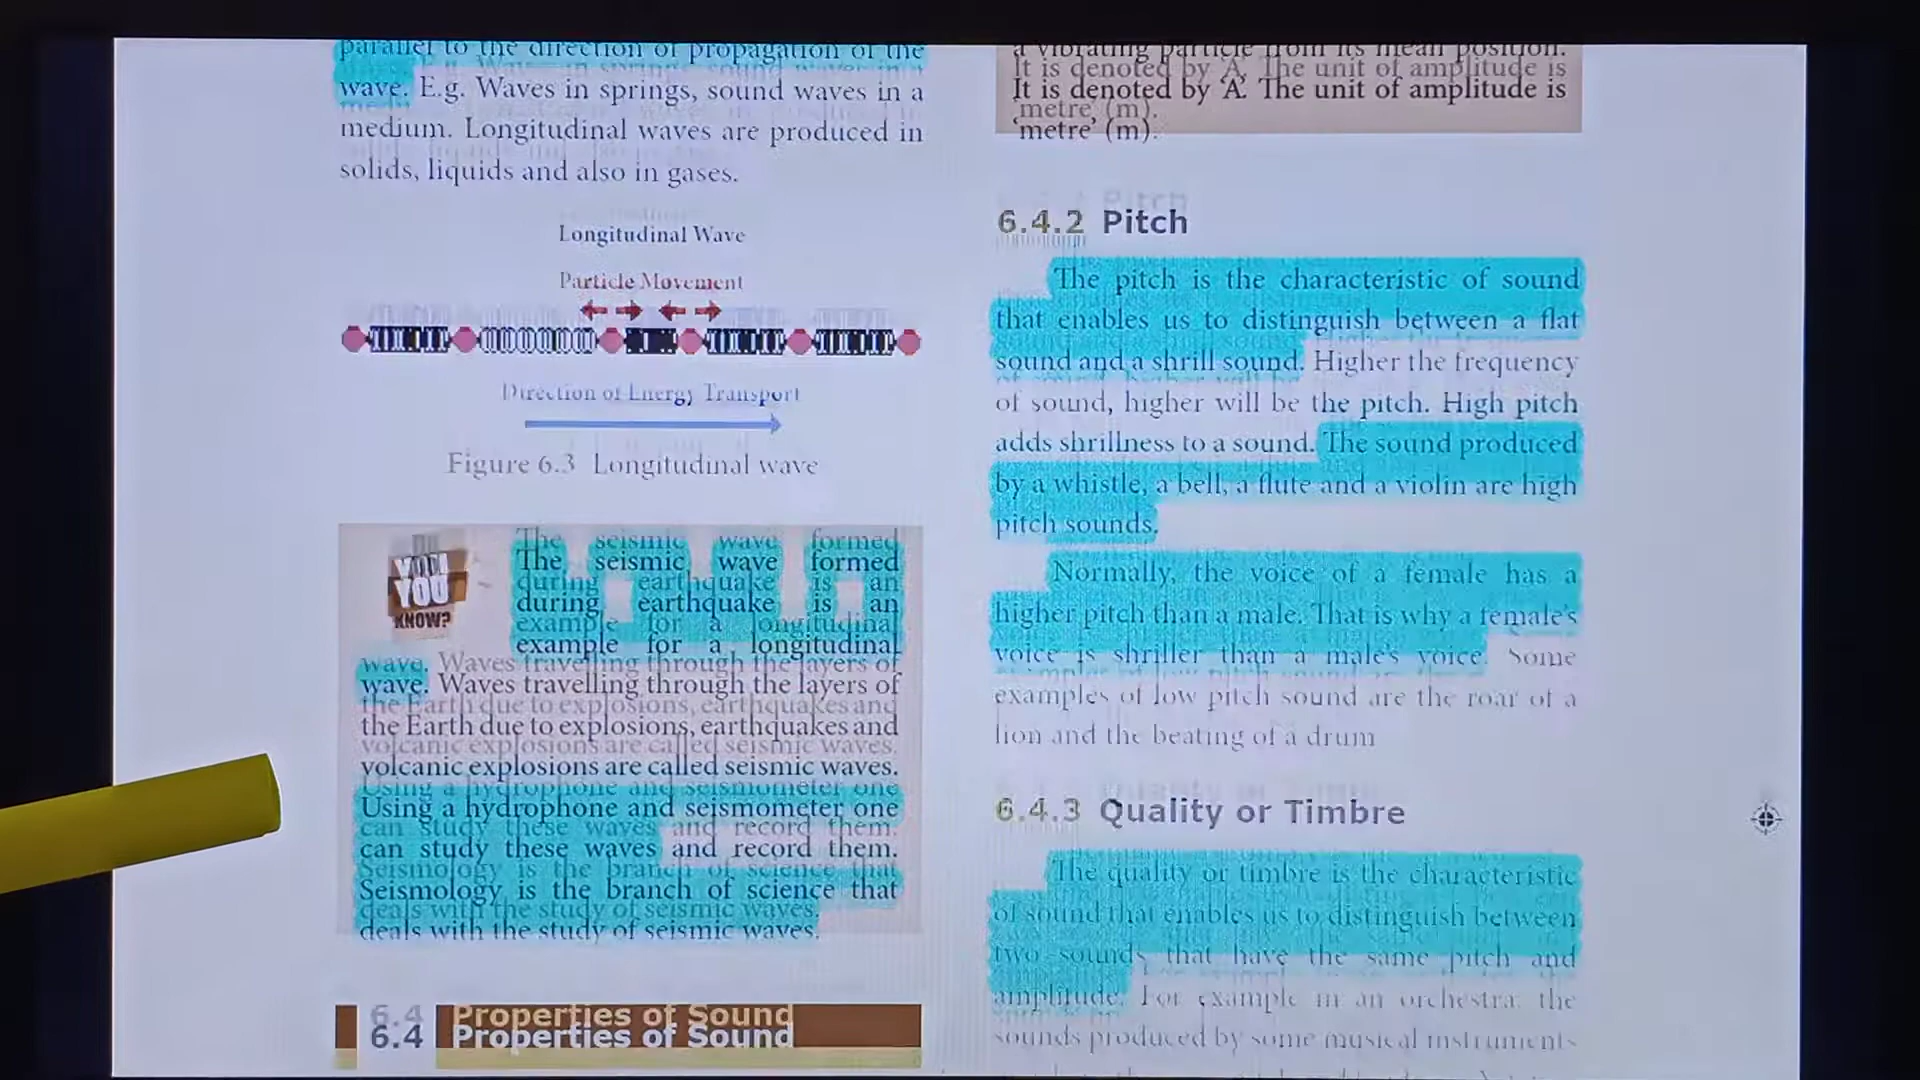 parallel to the direction of propagation of the
wave. E.g. Waves in springs, sound waves in a
medium. Longitudinal waves are produced in
solids, liquids and also in gases.
Longitudinal Wave
Particle Movement
Direction of Energy Transport
Figure 6.3 Longitudinal wave
YOU
KNOW?
The seismic wave formed
during earthquake is an
example for a longitudinal
wave. Waves travelling through the layers of
the Earth due to explosions, earthquakes and
volcanic explosions are called seismic waves.
Using a hydrophone and seismometer one
can study these waves and record them.
Seismology is the branch of science that
deals with the study of seismic waves.
6.4 Properties of Sound
a vibrating particle from its mean position.
It is denoted by ‘A’. The unit of amplitude is
‘metre’ (m).
6.4.2 Pitch
The pitch is the characteristic of sound
that enables us to distinguish between a flat
sound and a shrill sound. Higher the frequency
of sound, higher will be the pitch. High pitch
adds shrillness to a sound. The sound produced
by a whistle, a bell, a flute and a violin are high
pitch sounds.
Normally, the voice of a female has a
higher pitch than a male. That is why a female’s
voice is shriller than a male’s voice. Some
examples of low pitch sound are the roar of a
lion and the beating of a drum
6.4.3 Quality or Timbre
The quality or timbre is the characteristic
of sound that enables us to distinguish between
two sounds that have the same pitch and
amplitude. For example in an orchestra, the
sounds produced by some musical instruments